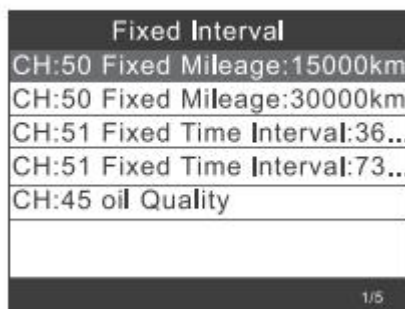 Fixed Interval
CH:50 Fixed Mileage:15000km
CH:50 Fixed Mileage:30000km
CH:51 Fixed Time Interval:36...
CH:51 Fixed Time Interval:73...
CH:45 oil Quality
1/5